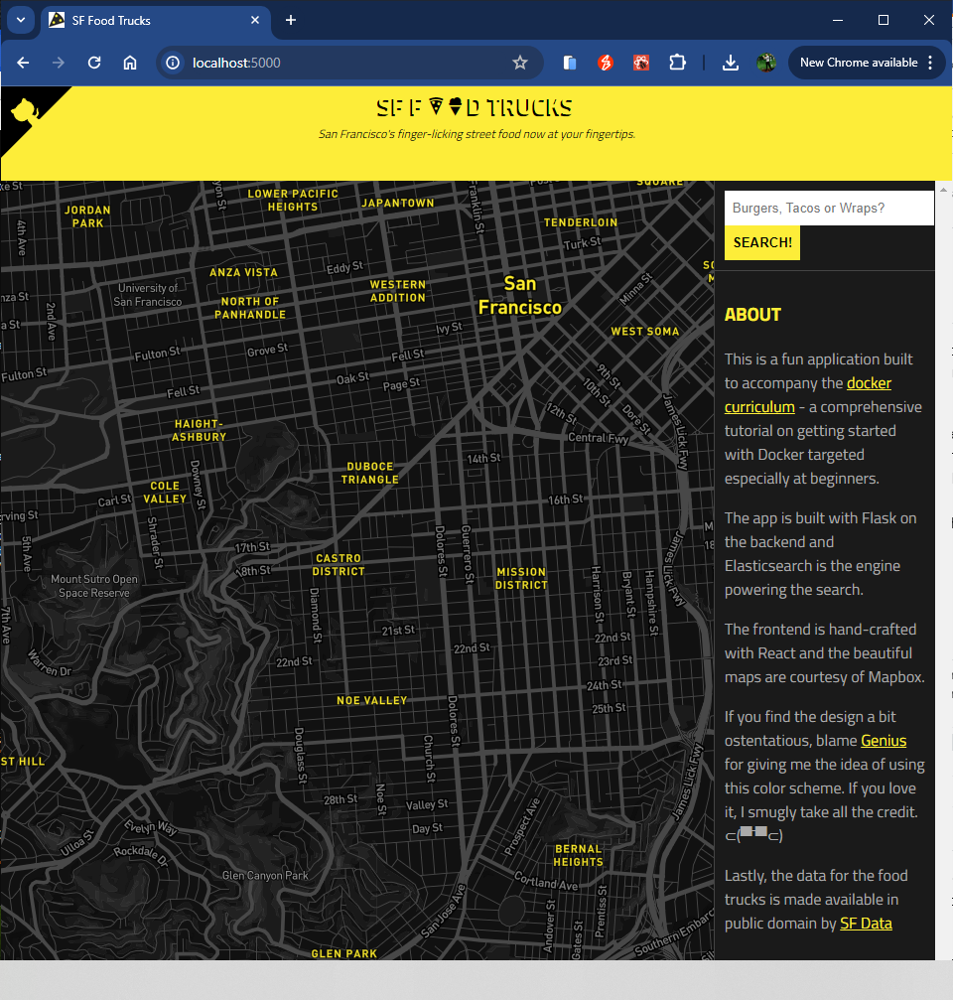 SF Food Trucks
localhost:5000
New Chrome available
SF F D TRUCKS
San Francisco's finger-licking street food now at your fingertips.
JORDAN
PARK
LOWER PACIFIC
HEIGHTS
JAPANTOWN
Franklin St
SQUARE
TENDERLOIN
Turk St
4th Ave
ANZA VISTA
Eddy St
University of
San Francisco
NORTH OF
PANHANDLE
WESTERN
ADDITION
San
Francisco
Minna St
2nd Ave
Ivy St
WEST SOMA
Fulton St
Grove St
Fell St
Fulton St
Oak St
Page St
Fell St
9th St
10th St
12th St
Dore St
James Lick Fwy
HAIGHT-
ASHBURY
Central Fwy
14th St
DUBOCE
TRIANGLE
COLE
VALLEY
Downey St
Carl St
16th St
5th Ave
Shrader St
17th St
18th St
Dolores St
Guerrero St
James Lick Fwy
CASTRO
DISTRICT
MISSION
DISTRICT
Mount Sutro Open
Space Reserve
Harrison St
Bryant St
Hampshire St
7th Ave
Diamond St
21st St
22nd St
22nd St
22nd St
23rd St
Warren Dr
24th St
25th St
NOE VALLEY
Dolores St
Douglass St
Church St
ST HILL
James Lick Fwy
28th St
Noe St
Valley St
Day St
Prospect Ave
Ulloa St
Evelyn Way
Rockdale Dr
BERNAL
HEIGHTS
Glen Canyon Park
Cortland Ave
San Jose Ave
Andover St
Gates St
Prentiss St
Southern Embarc
GLEN PARK
Burgers, Tacos or Wraps?
SEARCH!
ABOUT
This is a fun application built
to accompany the docker
curriculum - a comprehensive
tutorial on getting started
with Docker targeted
especially at beginners.
The app is built with Flask on
the backend and
Elasticsearch is the engine
powering the search.
The frontend is hand-crafted
with React and the beautiful
maps are courtesy of Mapbox.
If you find the design a bit
ostentatious, blame Genius
for giving me the idea of using
this color scheme. If you love
it, I smugly take all the credit.
⊂(▀¯▀⊂)
Lastly, the data for the food
trucks is made available in
public domain by SF Data